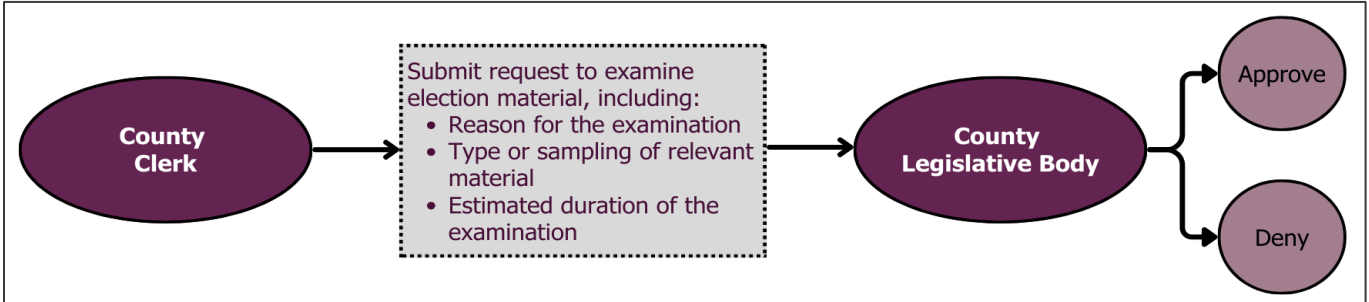 County
Clerk
Submit request to examine
election material, including:
• Reason for the examination
• Type or sampling of relevant
material
• Estimated duration of the
examination
County
Legislative Body
Approve
Deny